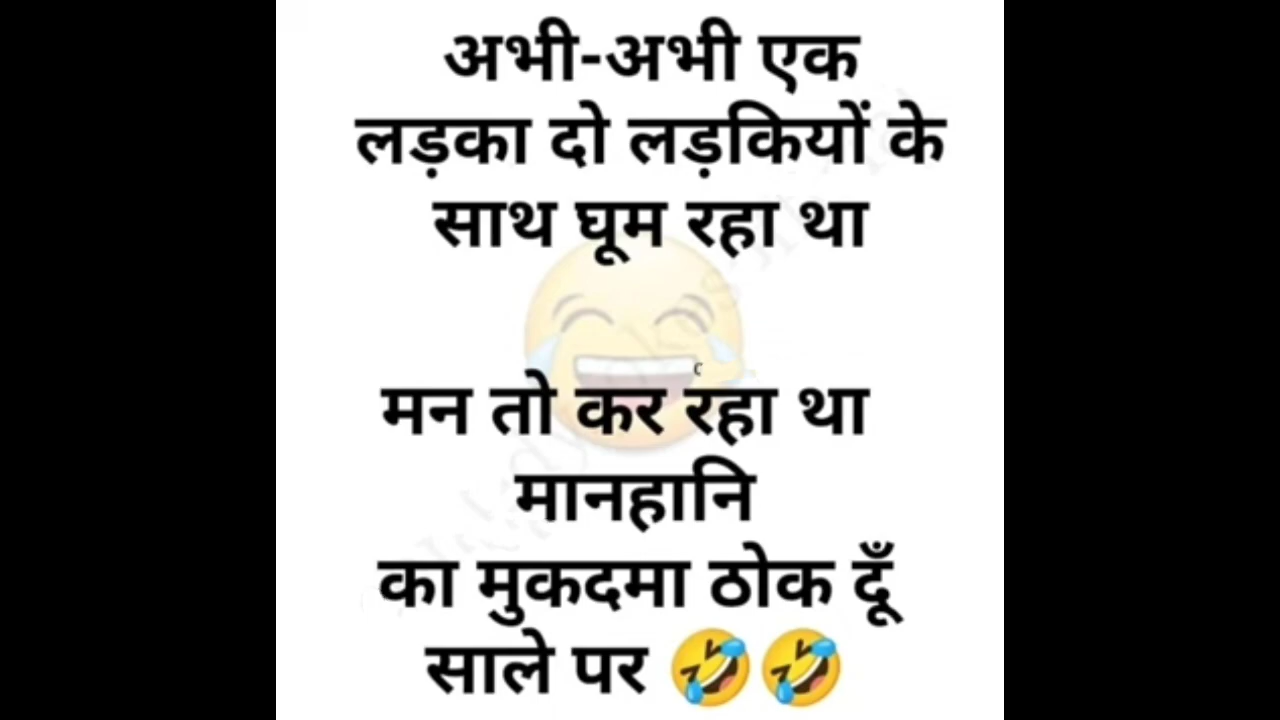 अभी-अभी एक
लड़का दो लड़कियों के
साथ घूम रहा था
मन तो कर रहा था
मानहानि
का मुकदमा ठोक दूँ
साले पर 🤣🤣